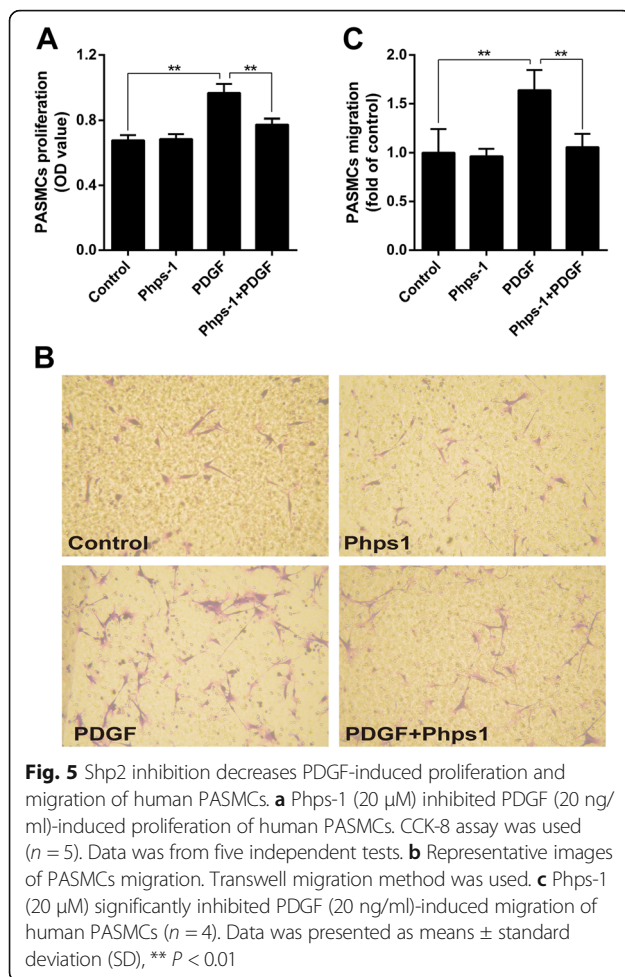 A
C
PASMCs proliferation
(OD value)
1.2
0.9
0.6
0.3
0.0
**
**
Control
Phps-1
PDGF
Phps-1+PDGF
PASMCs migration
(fold of control)
2.0
1.5
1.0
0.5
0.0
**
**
Control
Phps-1
PDGF
Phps-1+PDGF
B
Control
Phps1
PDGF
PDGF+Phps1
Fig. 5 Shp2 inhibition decreases PDGF-induced proliferation and
migration of human PASMCs. a Phps-1 (20 μM) inhibited PDGF (20 ng/
ml)-induced proliferation of human PASMCs. CCK-8 assay was used
(n = 5). Data was from five independent tests. b Representative images
of PASMCs migration. Transwell migration method was used. c Phps-1
(20 μM) significantly inhibited PDGF (20 ng/ml)-induced migration of
human PASMCs (n = 4). Data was presented as means ± standard
deviation (SD), ** P < 0.01